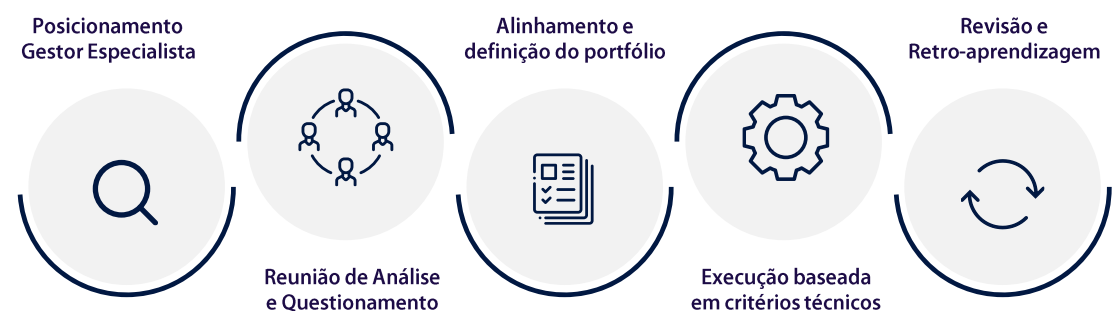 Posicionamento
Gestor Especialista
Reunião de Análise
e Questionamento
Alinhamento e
definição do portfólio
Execução baseada
em critérios técnicos
Revisão e
Retro-aprendizagem